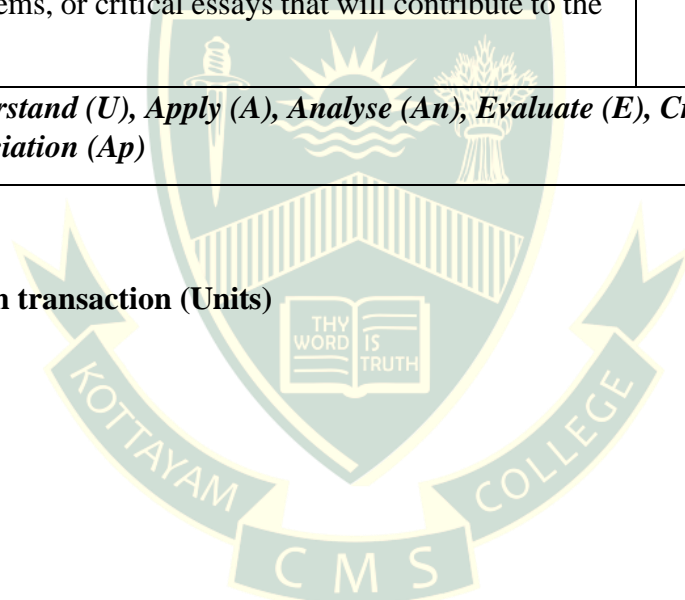 ems, or critical essays that will contribute to the
rstand (U), Apply (A), Analyse (An), Evaluate (E), Cr
iation (Ap)
n transaction (Units)
THY WORD IS TRUTH
KOTTAYAM
CMS
COLLEGE